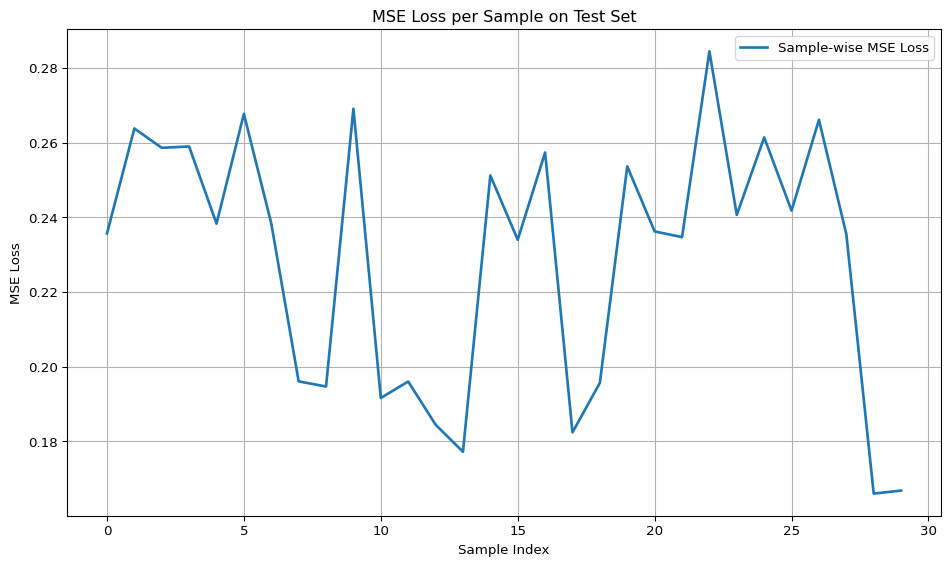 MSE Loss per Sample on Test Set
Sample-wise MSE Loss
MSE Loss
0.28
0.26
0.24
0.22
0.20
0.18
0 5 10 15 20 25 30
Sample Index